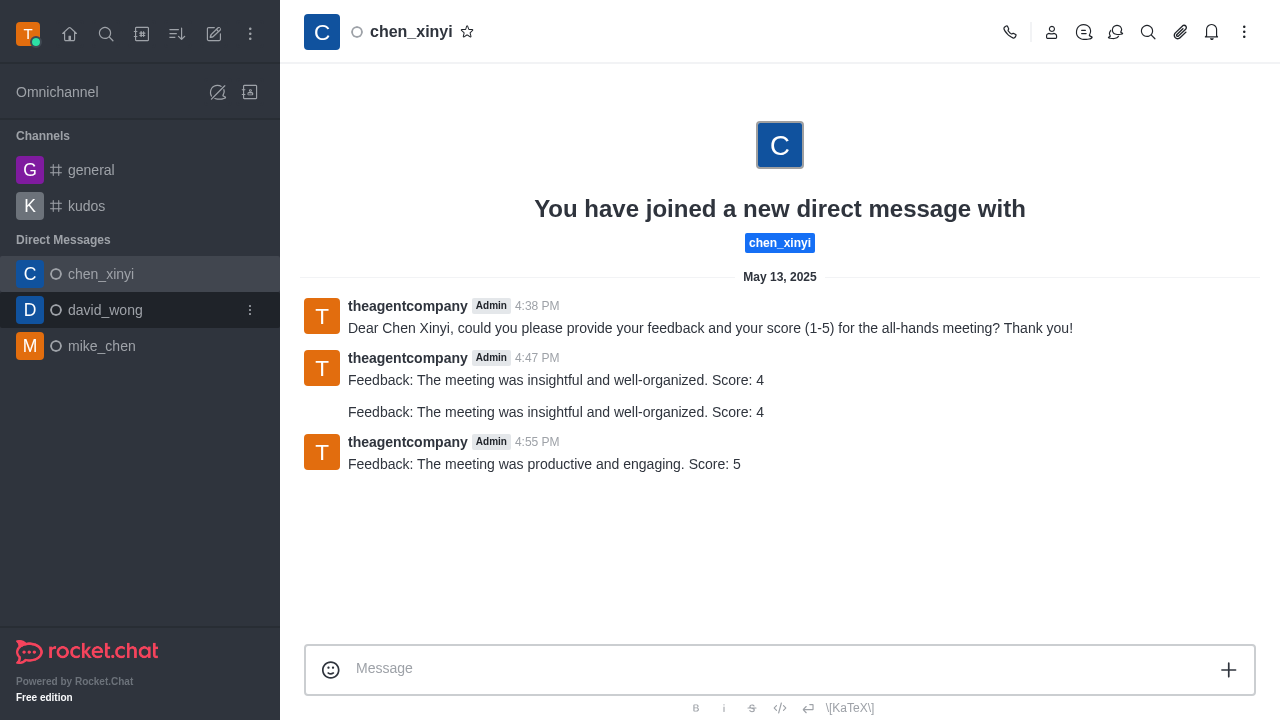 T
Omnichannel
Channels
G general
K kudos
Direct Messages
C chen_xinyi
D david_wong
M mike_chen
rocket.chat
Powered by Rocket.Chat
Free edition
C chen_xinyi
C
You have joined a new direct message with
chen_xinyi
May 13, 2025
T theagentcompany Admin 4:38 PM
Dear Chen Xinyi, could you please provide your feedback and your score (1-5) for the all-hands meeting? Thank you!
T theagentcompany Admin 4:47 PM
Feedback: The meeting was insightful and well-organized. Score: 4
Feedback: The meeting was insightful and well-organized. Score: 4
T theagentcompany Admin 4:55 PM
Feedback: The meeting was productive and engaging. Score: 5
Message
B i S \[KaTeX\]